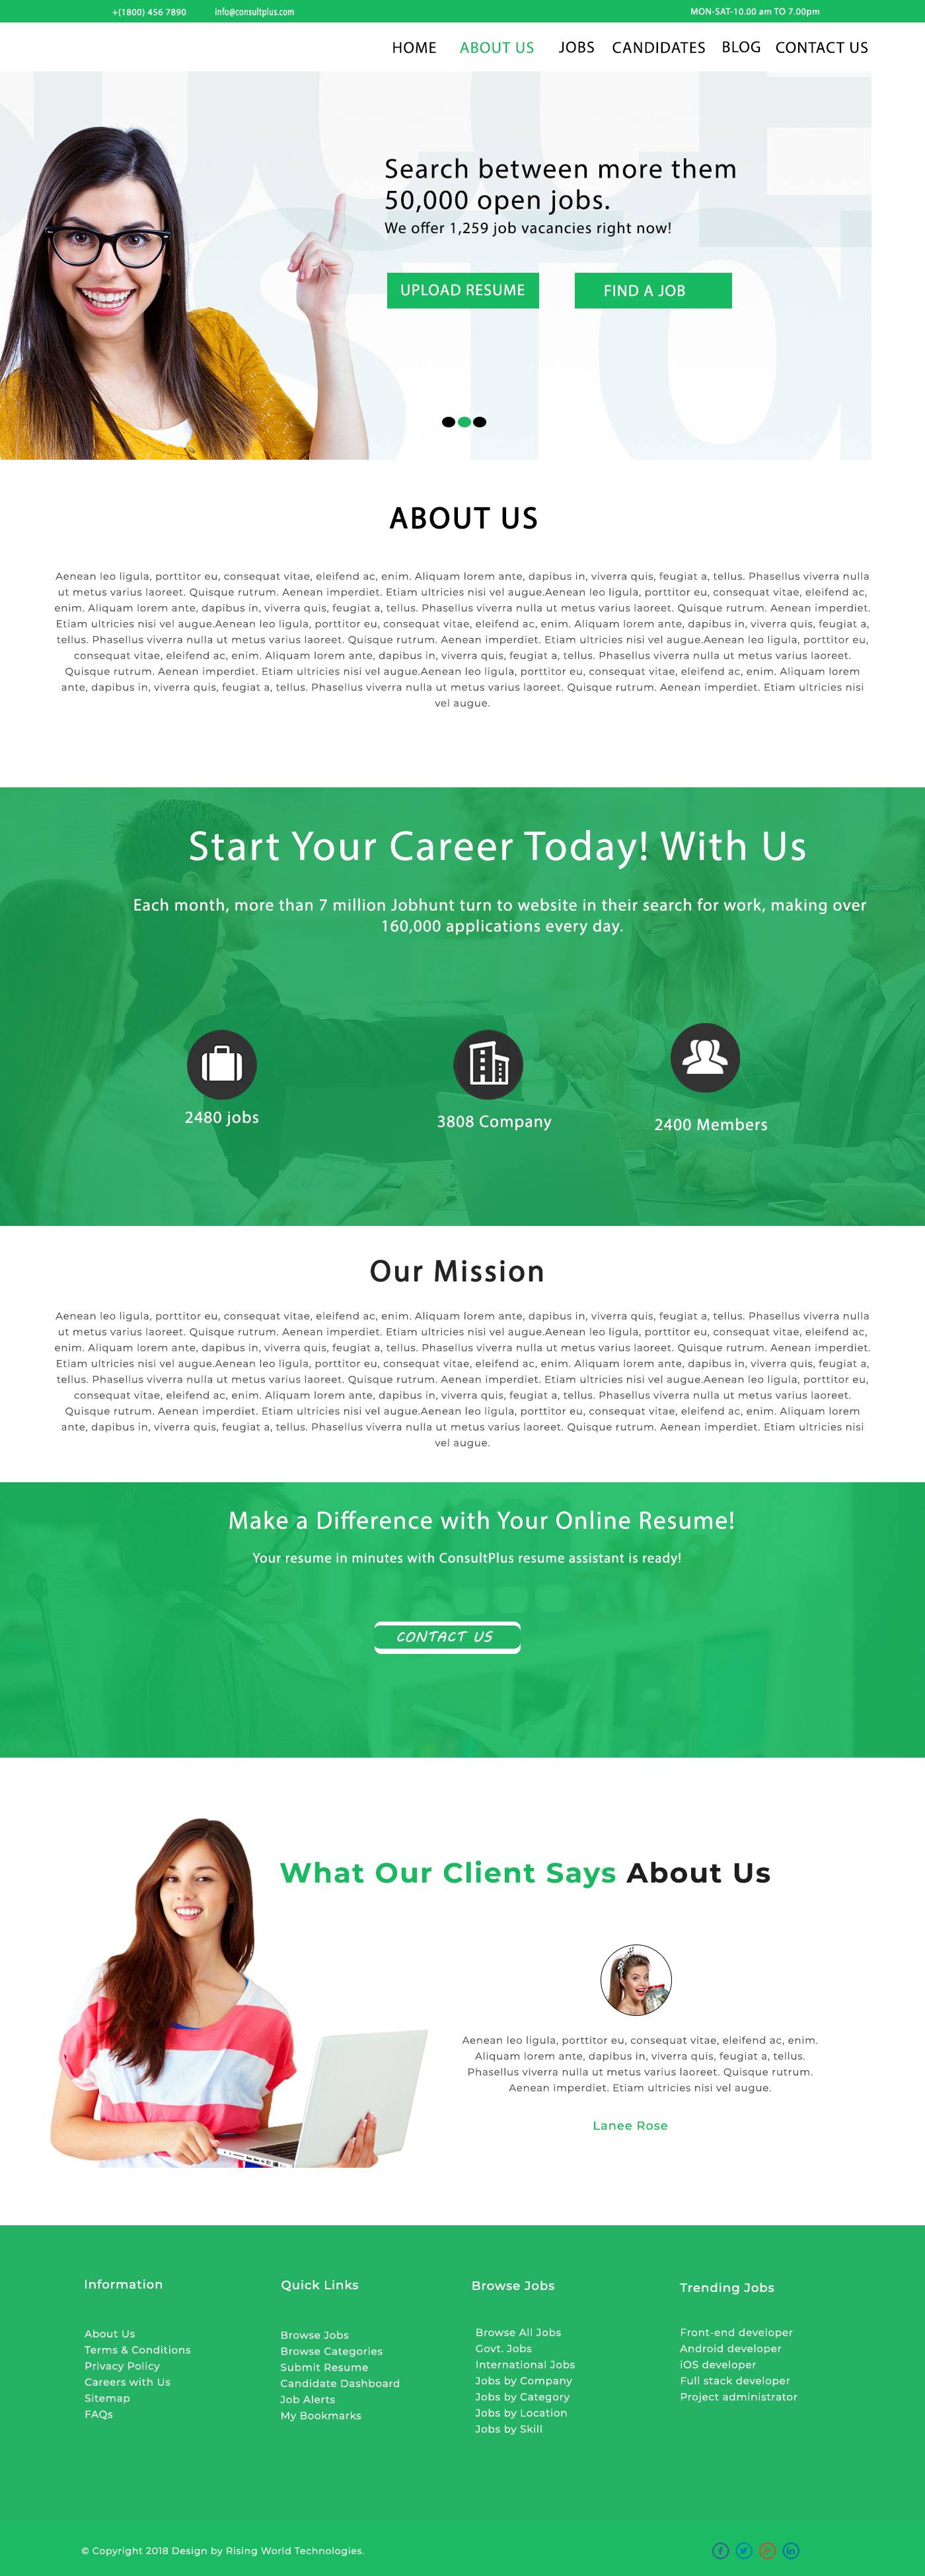 +(1800) 456 7890 info@consultplus.com MON-SAT-10.00 am TO 7.00pm
HOME ABOUT US JOBS CANDIDATES BLOG CONTACT US
Search between more them
50,000 open jobs.
We offer 1,259 job vacancies right now!
UPLOAD RESUME FIND A JOB
ABOUT US
Aenean leo ligula, porttitor eu, consequat vitae, eleifend ac, enim. Aliquam lorem ante, dapibus in, viverra quis, feugiat a, tellus. Phasellus viverra nulla
ut metus varius laoreet. Quisque rutrum. Aenean imperdiet. Etiam ultricies nisi vel augue.Aenean leo ligula, porttitor eu, consequat vitae, eleifend ac,
enim. Aliquam lorem ante, dapibus in, viverra quis, feugiat a, tellus. Phasellus viverra nulla ut metus varius laoreet. Quisque rutrum. Aenean imperdiet.
Etiam ultricies nisi vel augue.Aenean leo ligula, porttitor eu, consequat vitae, eleifend ac, enim. Aliquam lorem ante, dapibus in, viverra quis, feugiat a,
tellus. Phasellus viverra nulla ut metus varius laoreet. Quisque rutrum. Aenean imperdiet. Etiam ultricies nisi vel augue.Aenean leo ligula, porttitor eu,
consequat vitae, eleifend ac, enim. Aliquam lorem ante, dapibus in, viverra quis, feugiat a, tellus. Phasellus viverra nulla ut metus varius laoreet.
Quisque rutrum. Aenean imperdiet. Etiam ultricies nisi vel augue.Aenean leo ligula, porttitor eu, consequat vitae, eleifend ac, enim. Aliquam lorem
ante, dapibus in, viverra quis, feugiat a, tellus. Phasellus viverra nulla ut metus varius laoreet. Quisque rutrum. Aenean imperdiet. Etiam ultricies nisi
vel augue.
Start Your Career Today! With Us
Each month, more than 7 million Jobhunt turn to website in their search for work, making over
160,000 applications every day.
2480 jobs 3808 Company 2400 Members
Our Mission
Aenean leo ligula, porttitor eu, consequat vitae, eleifend ac, enim. Aliquam lorem ante, dapibus in, viverra quis, feugiat a, tellus. Phasellus viverra nulla
ut metus varius laoreet. Quisque rutrum. Aenean imperdiet. Etiam ultricies nisi vel augue.Aenean leo ligula, porttitor eu, consequat vitae, eleifend ac,
enim. Aliquam lorem ante, dapibus in, viverra quis, feugiat a, tellus. Phasellus viverra nulla ut metus varius laoreet. Quisque rutrum. Aenean imperdiet.
Etiam ultricies nisi vel augue.Aenean leo ligula, porttitor eu, consequat vitae, eleifend ac, enim. Aliquam lorem ante, dapibus in, viverra quis, feugiat a,
tellus. Phasellus viverra nulla ut metus varius laoreet. Quisque rutrum. Aenean imperdiet. Etiam ultricies nisi vel augue.Aenean leo ligula, porttitor eu,
consequat vitae, eleifend ac, enim. Aliquam lorem ante, dapibus in, viverra quis, feugiat a, tellus. Phasellus viverra nulla ut metus varius laoreet.
Quisque rutrum. Aenean imperdiet. Etiam ultricies nisi vel augue.Aenean leo ligula, porttitor eu, consequat vitae, eleifend ac, enim. Aliquam lorem
ante, dapibus in, viverra quis, feugiat a, tellus. Phasellus viverra nulla ut metus varius laoreet. Quisque rutrum. Aenean imperdiet. Etiam ultricies nisi
vel augue.
Make a Difference with Your Online Resume!
Your resume in minutes with ConsultPlus resume assistant is ready!
CONTACT US
What Our Client Says About Us
Aenean leo ligula, porttitor eu, consequat vitae, eleifend ac, enim.
Aliquam lorem ante, dapibus in, viverra quis, feugiat a, tellus.
Phasellus viverra nulla ut metus varius laoreet. Quisque rutrum.
Aenean imperdiet. Etiam ultricies nisi vel augue.
Lanee Rose
Information
About Us
Terms & Conditions
Privacy Policy
Careers with Us
Sitemap
FAQs
Quick Links
Browse Jobs
Browse Categories
Submit Resume
Candidate Dashboard
Job Alerts
My Bookmarks
Browse Jobs
Browse All Jobs
Govt. Jobs
International Jobs
Jobs by Company
Jobs by Category
Jobs by Location
Jobs by Skill
Trending Jobs
Front-end developer
Android developer
iOS developer
Full stack developer
Project administrator
© Copyright 2018 Design by Rising World Technologies.